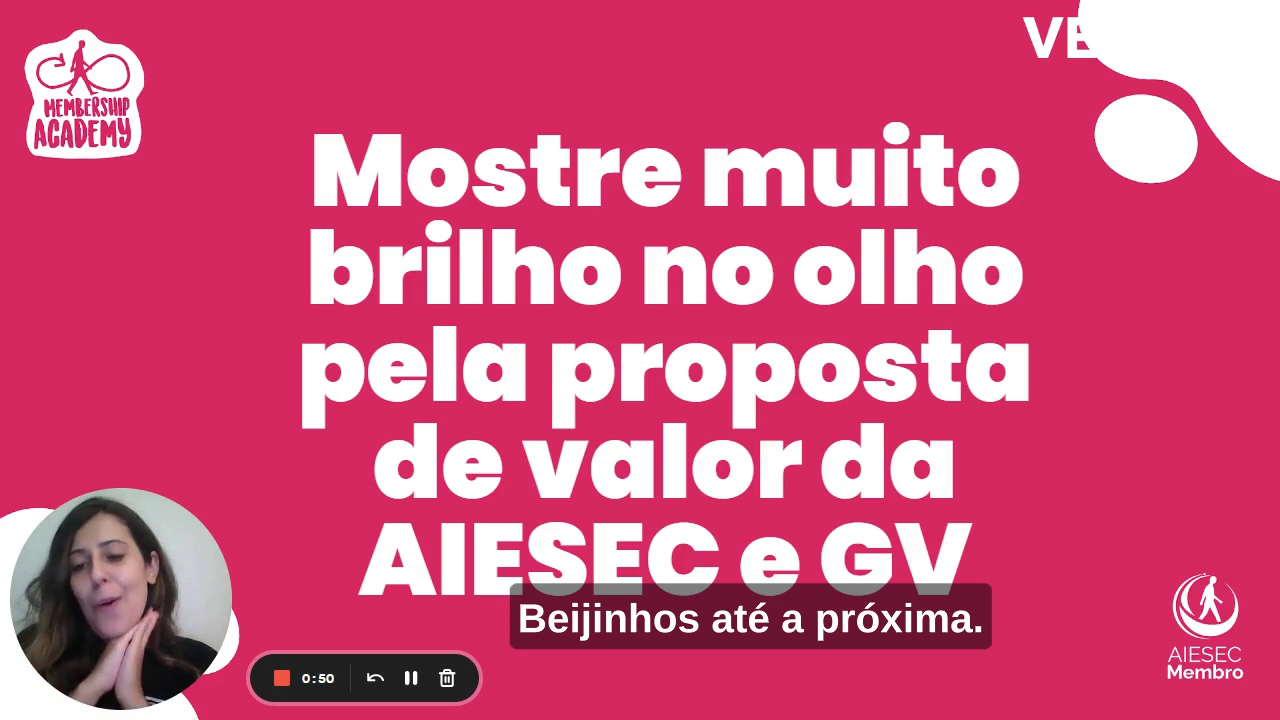 MEMBERSHIP
ACADEMY
VE
Mostre muito
brilho no olho
pela proposta
de valor da
AIESEC e GV
Beijinhos até a próxima.
0:50
AIESEC
Membro